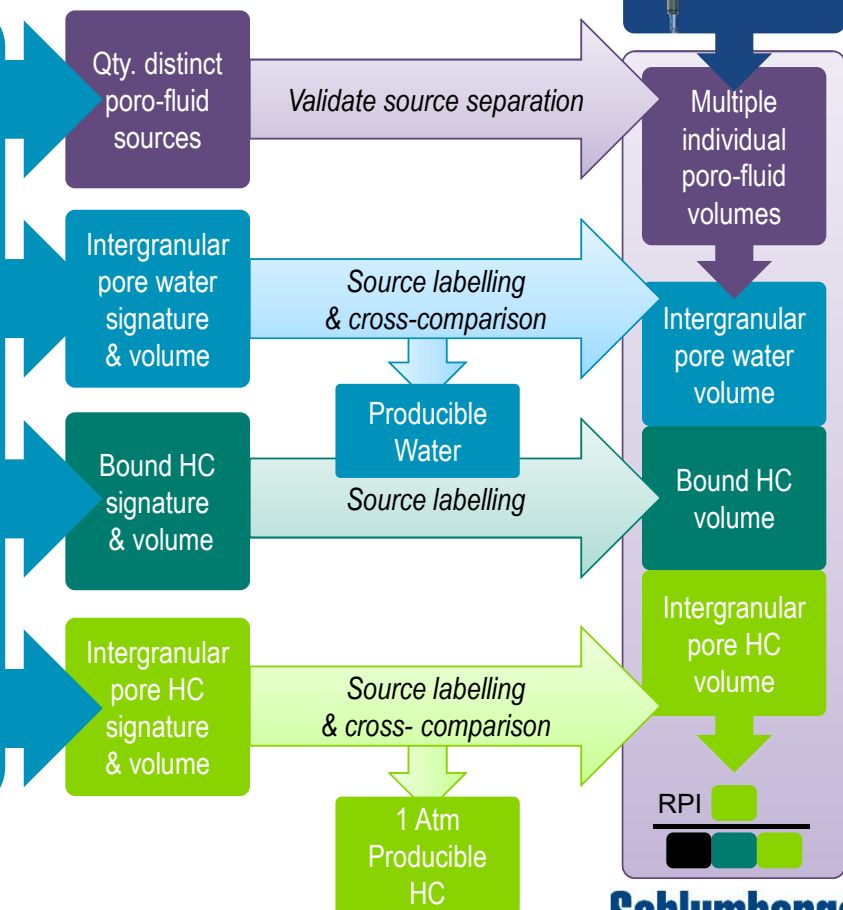 Qty. distinct
poro-fluid
sources
Validate source separation
Multiple
individual
poro-fluid
volumes
Intergranular
pore water
signature
& volume
Source labelling
& cross-comparison
Producible
Water
Intergranular
pore water
volume
Bound HC
signature
& volume
Source labelling
Bound HC
volume
Intergranular
pore HC
signature
& volume
Source labelling
& cross- comparison
1 Atm
Producible
HC
Intergranular
pore HC
volume
RPI